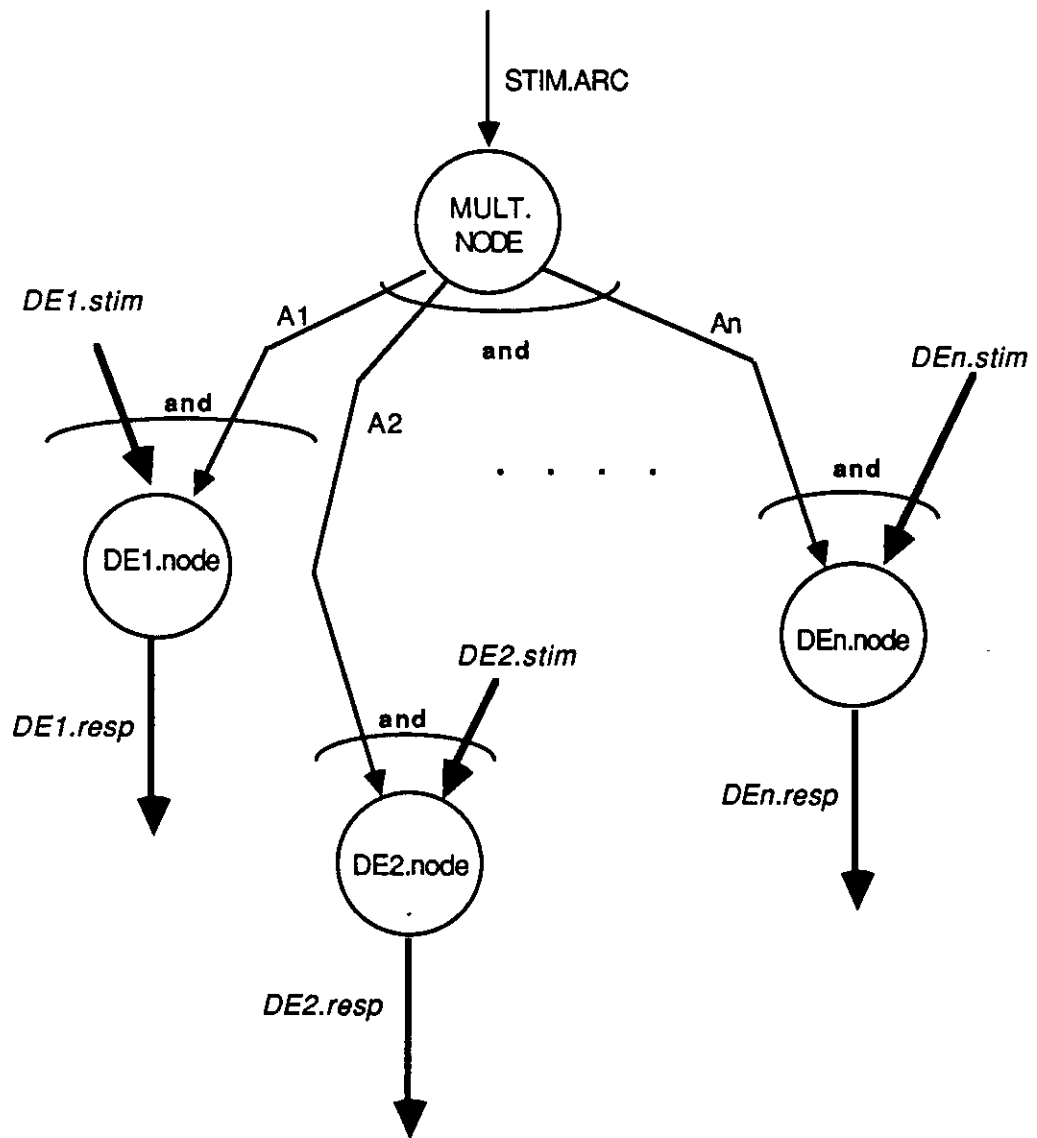 STIM.ARC
MULT.
NODE
DE1.stim
A1
and
An
DEn.stim
and
A2
. . . .
and
DE1.node
DEn.node
DE2.stim
DE1.resp
and
DEn.resp
DE2.node
DE2.resp